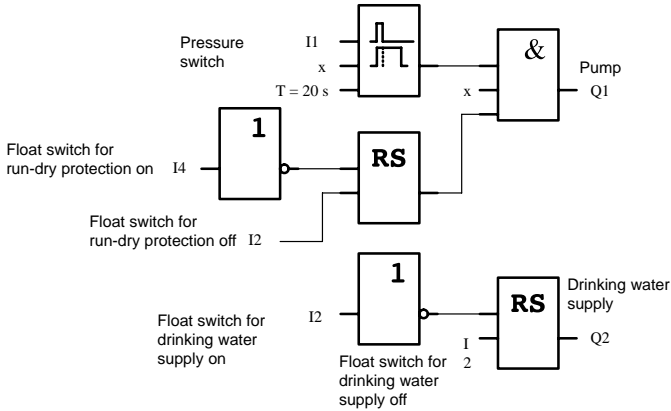 Pressure
switch
I1
x
T = 20 s
&
x
Pump
Q1
1
Float switch for
run-dry protection on
I4
RS
Float switch for
run-dry protection off
I2
1
I2
Float switch for
drinking water
supply on
Float switch for
drinking water
supply off
RS
I
2
Drinking water
supply
Q2